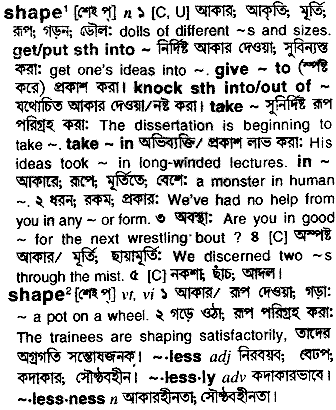 shape¹ [শেইপ্] n ১ [C, U] আকার; আকৃতি; মূর্তি;
রূপ; গড়ন; ডৌল: dolls of different ~s and sizes.
get/put sth into ~ নির্দিষ্ট আকার দেওয়া; সুবিন্যস্ত
করা: get one's ideas into ~. give ~ to (স্পষ্ট
করে) প্রকাশ করা। knock sth into/out of ~
যথোচিত আকার দেওয়া/নষ্ট করা। take ~ সুনির্দিষ্ট রূপ
পরিগ্রহ করা: The dissertation is beginning to
take ~. take ~ in অভিব্যক্তি/ প্রকাশ লাভ করা: His
ideas took ~ in long-winded lectures. in ~
আকারে; রূপে; মূর্তিতে; বেশে: a monster in human
~. ২ ধরন; রকম; প্রকার: We've had no help from
you in any ~ or form. ৩ অবস্থা: Are you in good
~ for the next wrestling bout ? ৪ [C] অস্পষ্ট
আকার/ মূর্তি; ছায়ামূর্তি: We discerned two ~s
through the mist. ৫ [C] নকশা; ছাঁচ; আদল।
shape² [শেইপ্] vt, vi ১ আকার/ রূপ দেওয়া; গড়া:
~ a pot on a wheel. ২ গড়ে ওঠা; রূপ পরিগ্রহ করা:
The trainees are shaping satisfactorily, তাদের
অগ্রগতি সন্তোষজনক। ~·less adj নিরবয়ব; বেঢপ;
কদাকার; সৌষ্ঠবহীন। ~·less·ly adv কদাকারভাবে।
~·less·ness n আকারহীনতা; সৌষ্ঠবহীনতা।